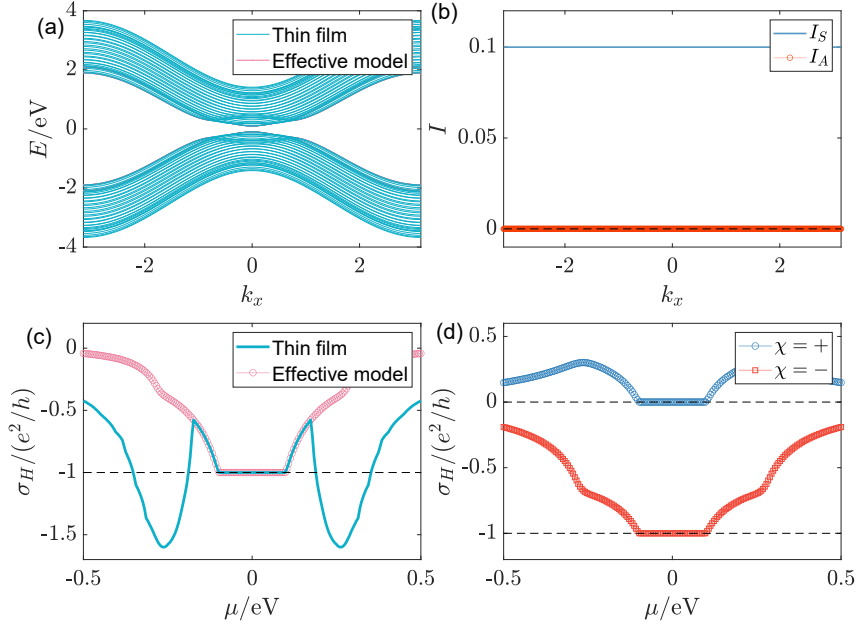 (a)
Thin film
Effective model
4
2
0
-2
-4
E/eV
-2
0
2
k_x
(b)
I_S
I_A
0.1
0.05
0
I
-2
0
2
k_x
(c)
Thin film
Effective model
0
-0.5
-1
-1.5
σ_H/(e²/h)
-0.5
0
0.5
μ/eV
(d)
χ = +
χ = −
0.5
0
-0.5
-1
σ_H/(e²/h)
-0.5
0
0.5
μ/eV